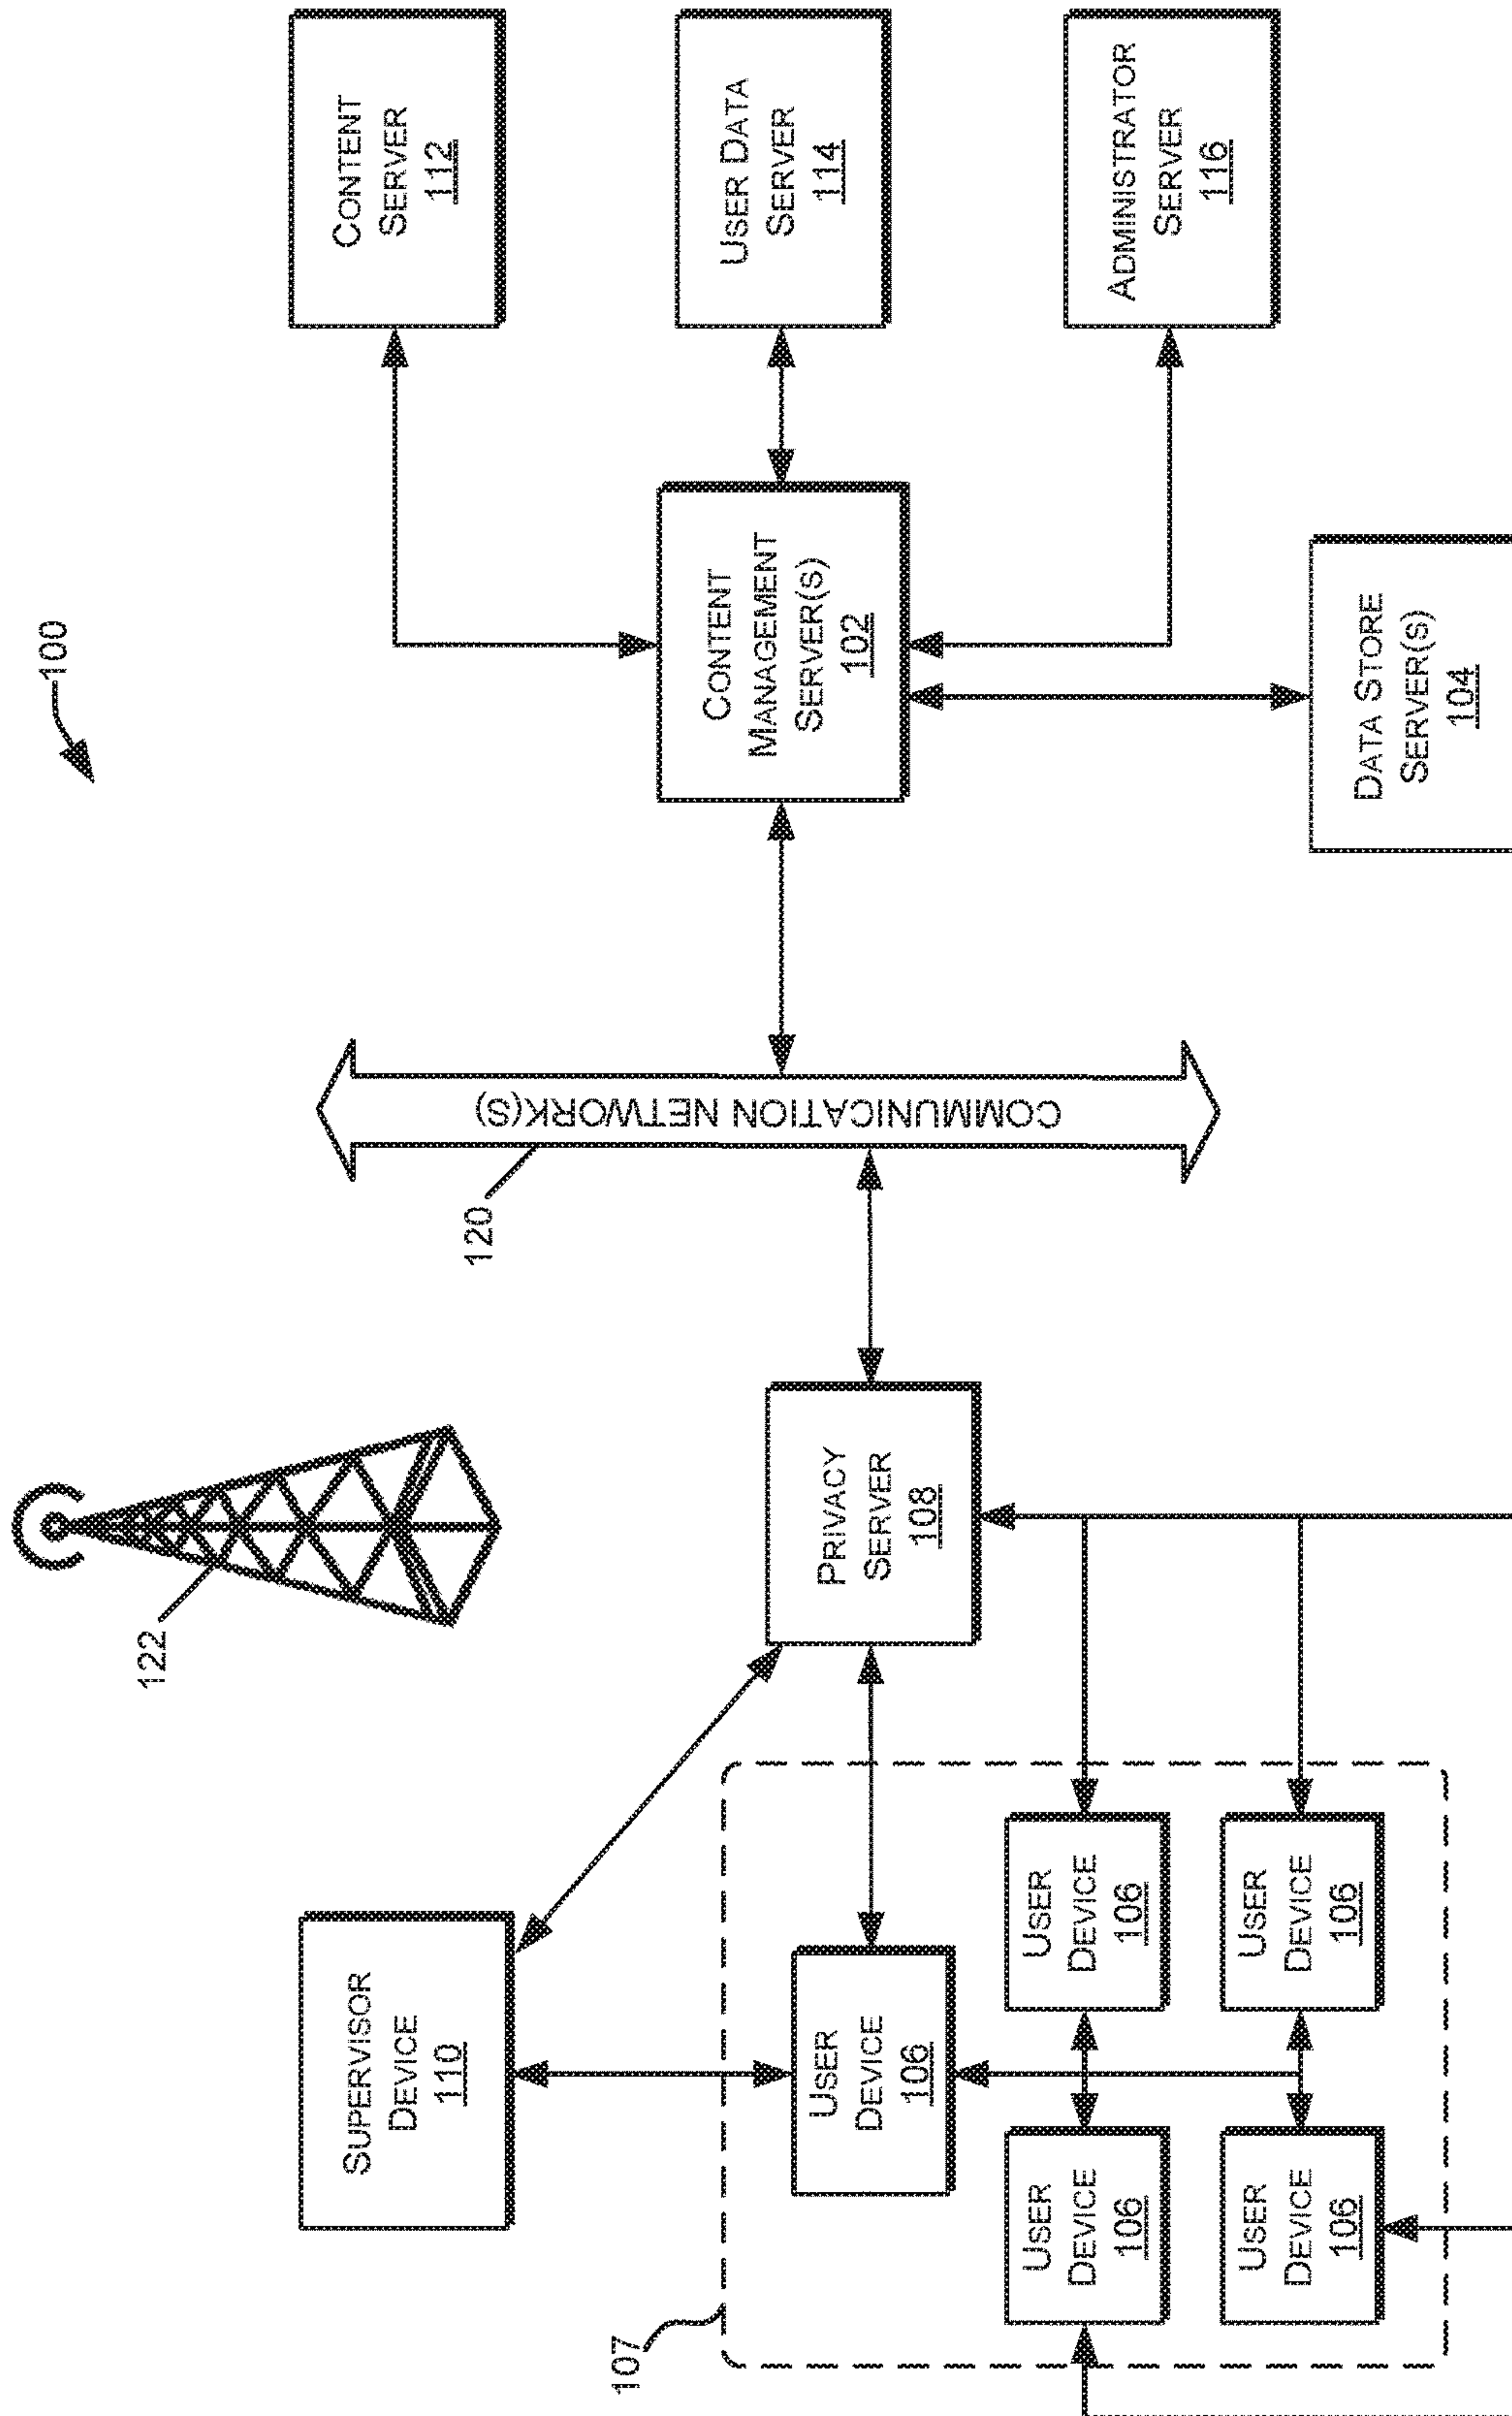 100
122
SUPERVISOR
DEVICE
110
PRIVACY
SERVER
108
120
COMMUNICATION NETWORK(S)
CONTENT
MANAGEMENT
SERVER(S)
102
CONTENT
SERVER
112
USER DATA
SERVER
114
ADMINISTRATOR
SERVER
116
DATA STORE
SERVER(S)
104
107
USER
DEVICE
106
USER
DEVICE
106
USER
DEVICE
106
USER
DEVICE
106
USER
DEVICE
106